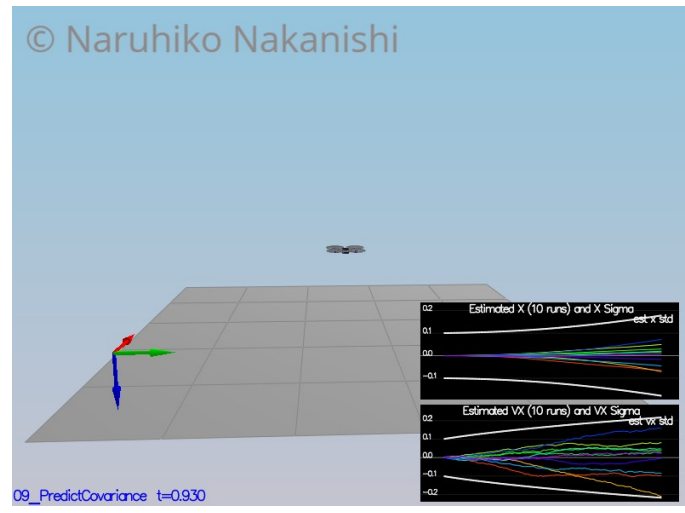 © Naruhiko Nakanishi
0.2
Estimated X (10 runs) and X Sigma
est x std
0.1
0.0
-0.1
0.2
Estimated VX (10 runs) and VX Sigma
est vx std
0.1
0.0
-0.1
-0.2
09_PredictCovariance t=0.930